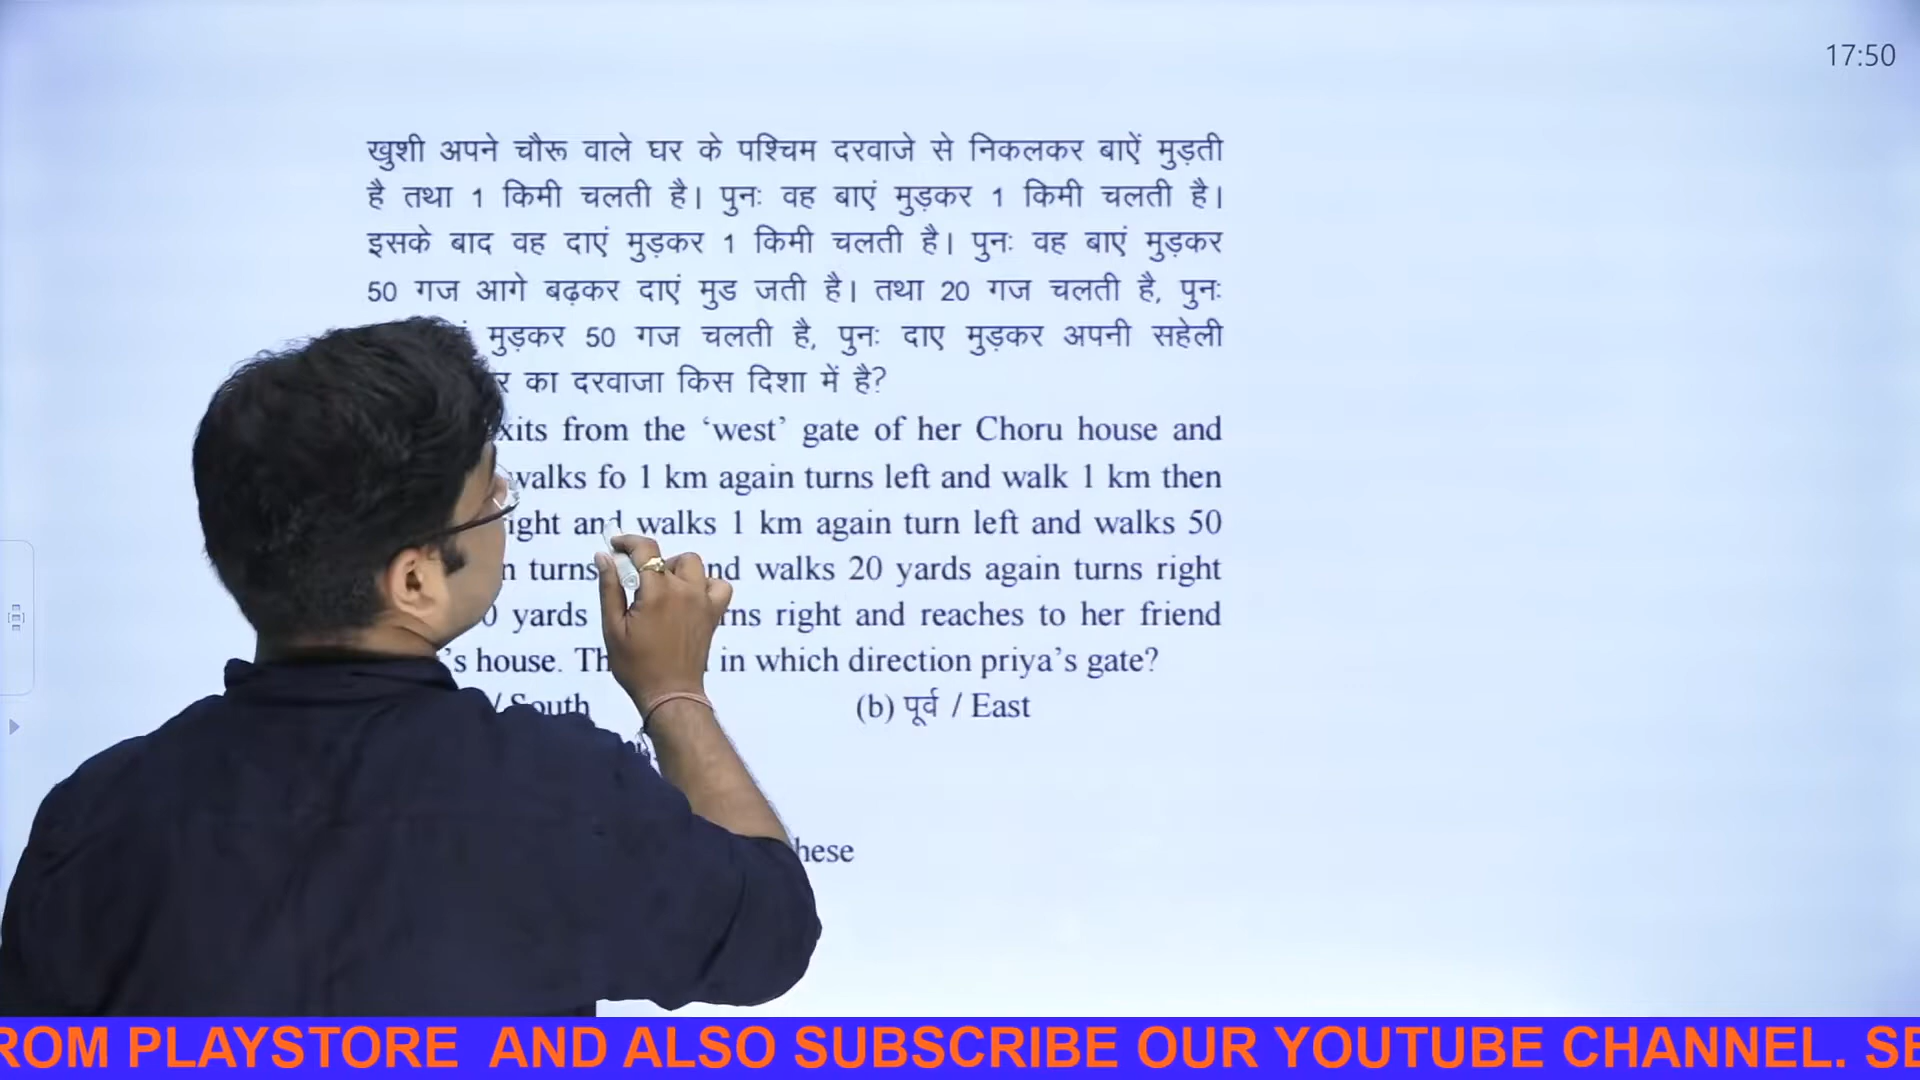 17:50
खुशी अपने चौरू वाले घर के पश्चिम दरवाजे से निकलकर बाऐं मुड़ती
है तथा 1 किमी चलती है। पुनः वह बाएं मुड़कर 1 किमी चलती है।
इसके बाद वह दाएं मुड़कर 1 किमी चलती है। पुनः वह बाएं मुड़कर
50 गज आगे बढ़कर दाएं मुड जती है। तथा 20 गज चलती है, पुनः
मुड़कर 50 गज चलती है, पुनः दाए मुड़कर अपनी सहेली
का दरवाजा किस दिशा में है?
from the ‘west’ gate of her Choru house and
walks fo 1 km again turns left and walk 1 km then
and walks 1 km again turn left and walks 50
turns walks 20 yards again turns right
yards right and reaches to her friend
’s house. in which direction priya’s gate?
/ South (b) पूर्व / East
ROM PLAYSTORE AND ALSO SUBSCRIBE OUR YOUTUBE CHANNEL. SE